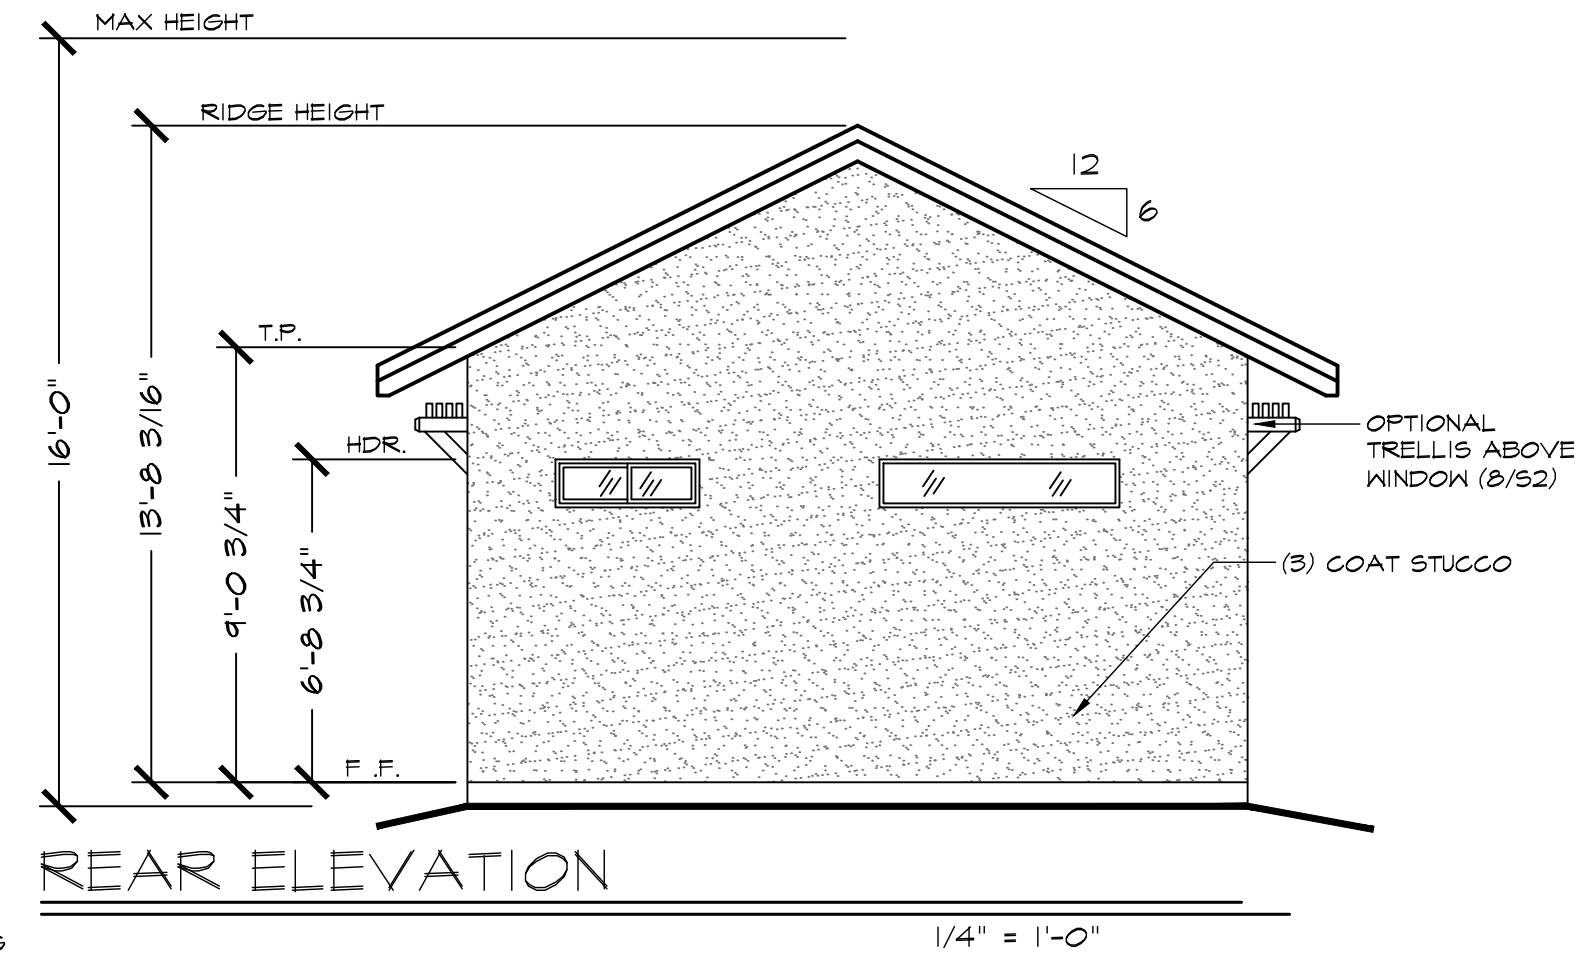 MAX HEIGHT
RIDGE HEIGHT
12
6
T.P.
16'-0"
13'-8 3/16"
9'-0 3/4"
6'-8 3/4"
HDR.
OPTIONAL
TRELLIS ABOVE
WINDOW (8/S2)
(3) COAT STUCCO
F .F.
REAR ELEVATION
1/4" = 1'-0"